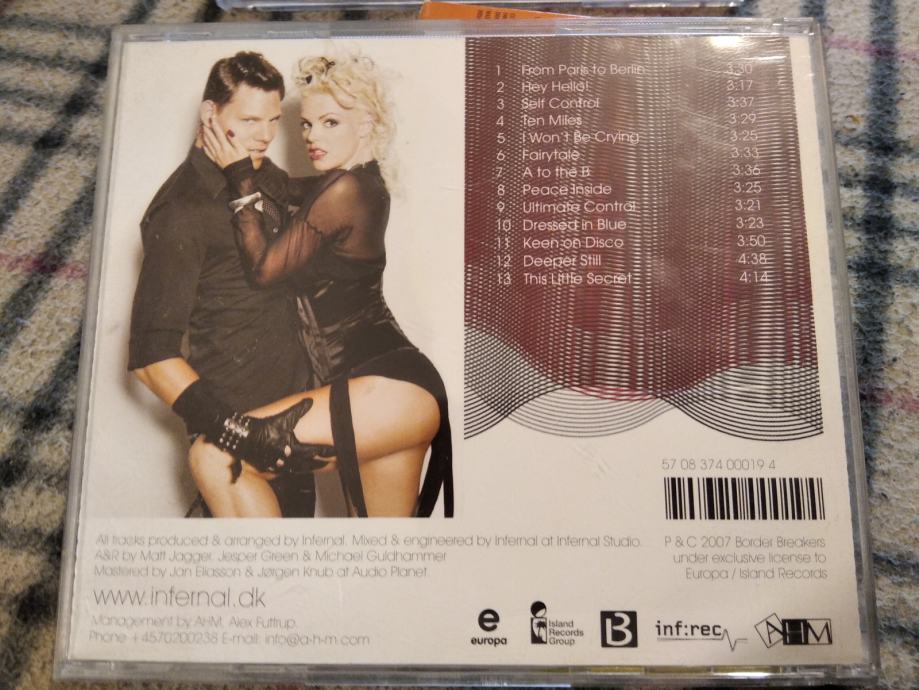 1 From Paris to Berlin 3:30
2 Hey Hello! 3:17
3 Self Control 3:37
4 Ten Miles 3:29
5 I Won't Be Crying 3:25
6 Fairytale 3:33
7 A to the B 3:36
8 Peace Inside 3:25
9 Ultimate Control 3:21
10 Dressed in Blue 3:23
11 Keen on Disco 3:50
12 Deeper Still 4:38
13 This Little Secret 4:14
57 08 374 00019 4
All tracks produced & arranged by Infernal. Mixed & engineered by Infernal at Infernal Studio.
A&R by Matt Jagger, Jesper Green & Michael Guldhammer
Mastered by Jan Eliasson & Jørgen Knub at Audio Planet.
www.infernal.dk
Management by AHM, Alex Futtrup.
Phone +4570200238 E-mail: info@a-h-m.com
P & C 2007 Border Breakers
under exclusive license to
Europa / Island Records
e
europa
Island
Records
Group
B
inf:rec
AHM